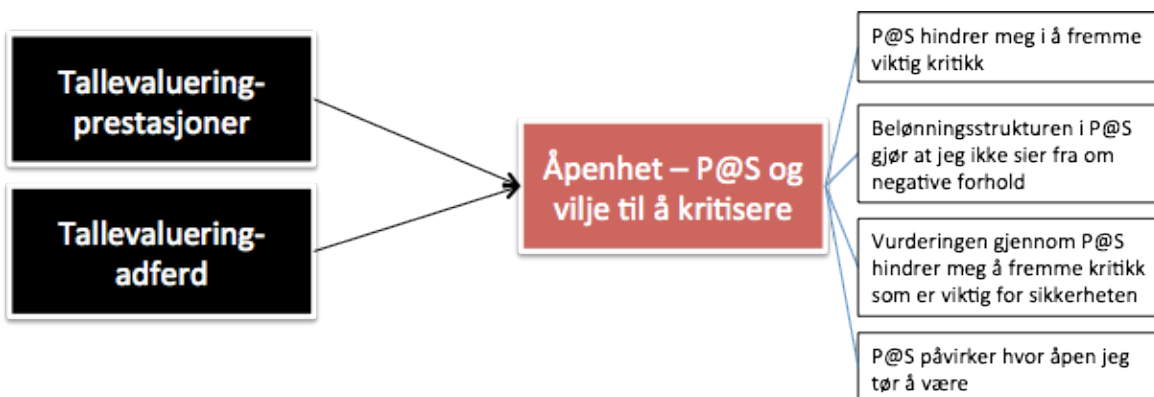 Tallevaluering-
prestasjoner
Tallevaluering-
adferd
Åpenhet – P@S og
vilje til å kritisere
P@S hindrer meg i å fremme
viktig kritikk
Belønningsstrukturen i P@S
gjør at jeg ikke sier fra om
negative forhold
Vurderingen gjennom P@S
hindrer meg å fremme kritikk
som er viktig for sikkerheten
P@S påvirker hvor åpen jeg
tør å være